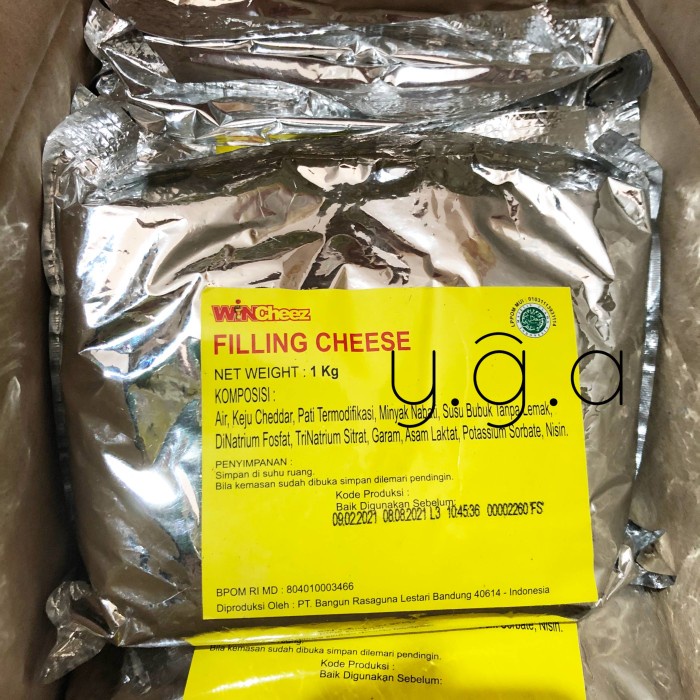 WINCheez
FILLING CHEESE
LPPOM MUI : 01031113931114
NET WEIGHT : 1 Kg
KOMPOSISI :
Air, Keju Cheddar, Pati Termodifikasi, Minyak Nabati, Susu Bubuk Tanpa Lemak,
DiNatrium Fosfat, TriNatrium Sitrat, Garam, Asam Laktat, Potassium Sorbate, Nisin.
y.g.a
PENYIMPANAN :
Simpan di suhu ruang.
Bila kemasan sudah dibuka simpan dilemari pendingin.
Kode Produksi :
Baik Digunakan Sebelum:
09.02.2021 08.08.2021 L3 10:45:36 00002260 FS
BPOM RI MD : 804010003466
Diproduksi Oleh : PT. Bangun Rasaguna Lestari Bandung 40614 - Indonesia
Sorbate, Nisin.
Bila kemasan sudah dibuka simpan dilemari pendingin.
Kode Produksi :
Baik Digunakan Sebelum: